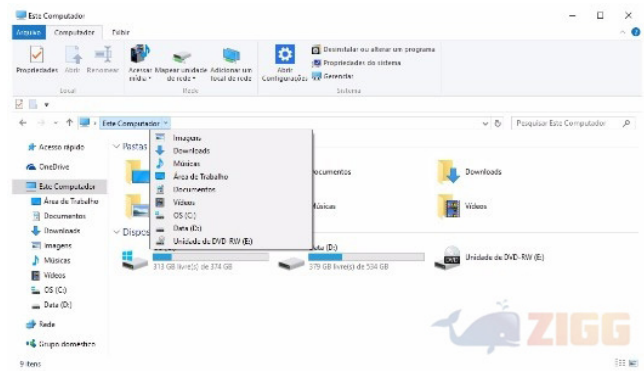 Este Computador
Arquivo Computador Exibir
Propriedades Abrir Renomear Acessar mídia Mapear unidade de rede Adicionar um local de rede Abrir Configurações
Desinstalar ou alterar um programa
Propriedades do sistema
Gerenciar
Local Rede Sistema
Este Computador
Pesquisar Este Computador
Imagens
Downloads
Músicas
Área de Trabalho
Documentos
Vídeos
OS (C:)
Data (D:)
Unidade de DVD-RW (E:)
Acesso rápido
OneDrive
Este Computador
Área de Trabalho
Documentos
Downloads
Imagens
Músicas
Vídeos
OS (C:)
Data (D:)
Rede
Grupo doméstico
Pastas
ocumentos
Downloads
Músicas
Vídeos
Dispos
313 GB livre(s) de 374 GB
Data (D:)
379 GB livre(s) de 534 GB
Unidade de DVD-RW (E:)
DVD
ZIGG
9 itens